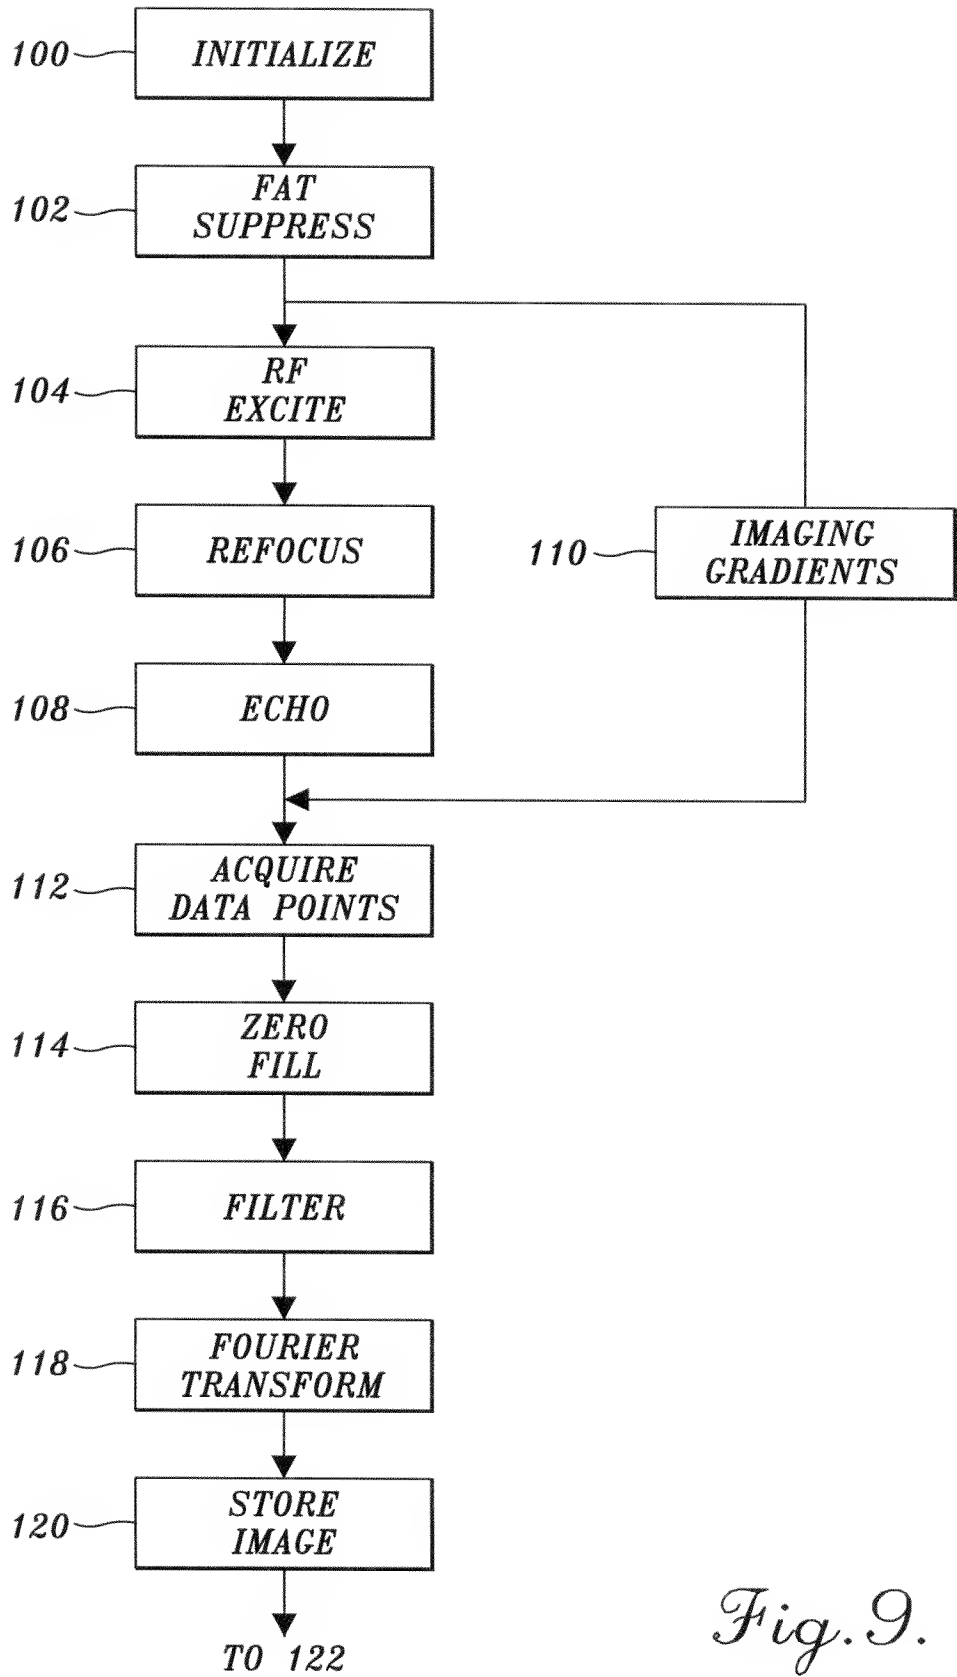 100
INITIALIZE
102
FAT
SUPPRESS
104
RF
EXCITE
106
REFOCUS
110
IMAGING
GRADIENTS
108
ECHO
112
ACQUIRE
DATA POINTS
114
ZERO
FILL
116
FILTER
118
FOURIER
TRANSFORM
120
STORE
IMAGE
TO 122
Fig. 9.